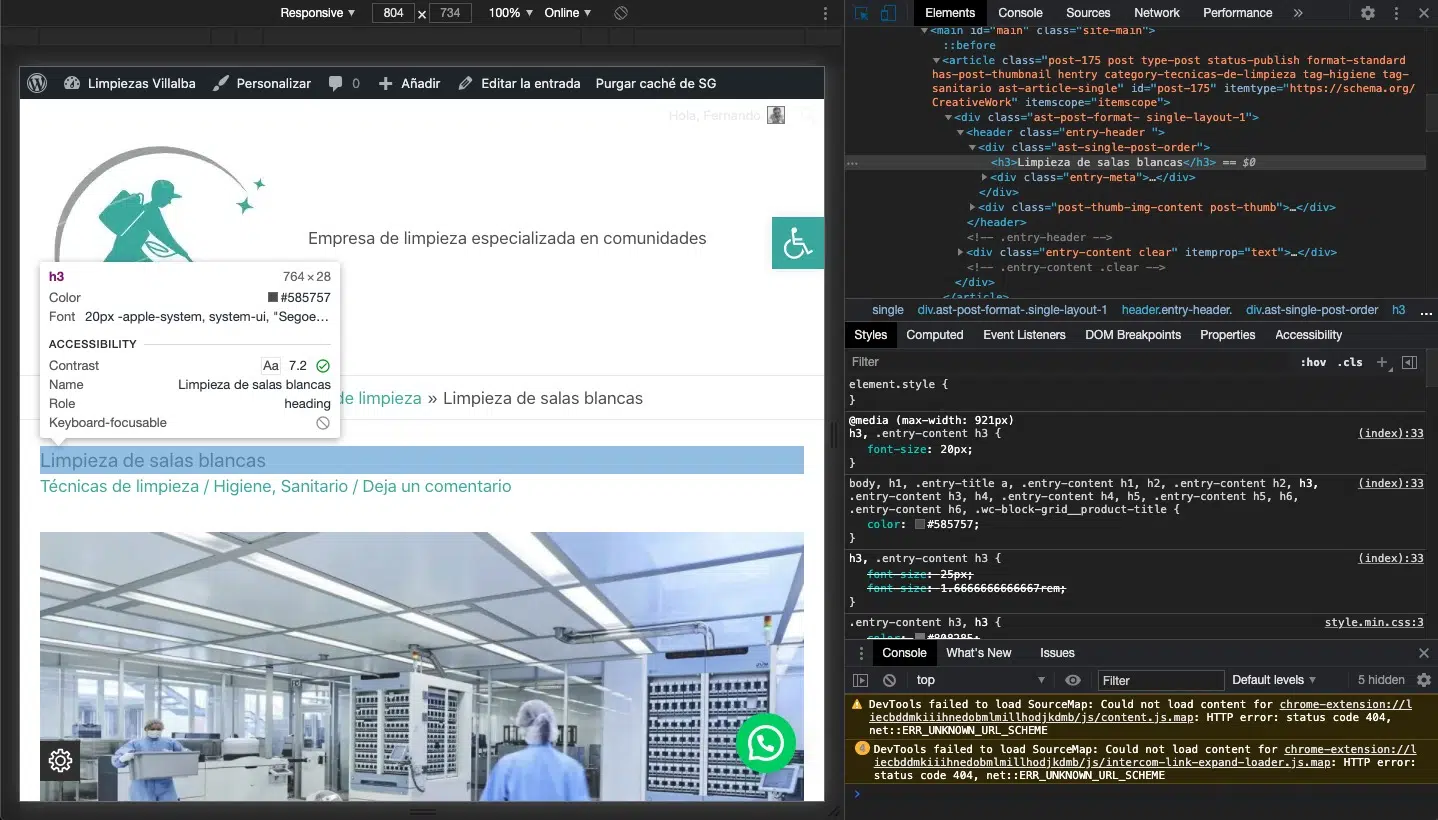 Responsive ▼ 804 x 734 100% ▼ Online ▼
Limpiezas Villalba Personalizar 0 Añadir Editar la entrada Purgar caché de SG
Hola, Fernando
Empresa de limpieza especializada en comunidades
h3 764 × 28
Color #585757
Font 20px -apple-system, system-ui, "Segoe…
ACCESSIBILITY
Contrast Aa 7.2
Name Limpieza de salas blancas
Role heading
Keyboard-focusable
de limpieza » Limpieza de salas blancas
Limpieza de salas blancas
Técnicas de limpieza / Higiene, Sanitario / Deja un comentario
Elements Console Sources Network Performance »
<main id="main" class="site-main">
::before
<article class="post-175 post type-post status-publish format-standard
has-post-thumbnail hentry category-tecnicas-de-limpieza tag-higiene tag-
sanitario ast-article-single" id="post-175" itemtype="https://schema.org/
CreativeWork" itemscope="itemscope">
<div class="ast-post-format- single-layout-1">
<header class="entry-header ">
<div class="ast-single-post-order">
… <h3>Limpieza de salas blancas</h3> == $0
<div class="entry-meta">…</div>
</div>
<div class="post-thumb-img-content post-thumb">…</div>
</header>
<!-- .entry-header -->
<div class="entry-content clear" itemprop="text">…</div>
<!-- .entry-content .clear -->
</div>
</article>
single div.ast-post-format-.single-layout-1 header.entry-header. div.ast-single-post-order h3 …
Styles Computed Event Listeners DOM Breakpoints Properties Accessibility
Filter :hov .cls +
element.style {
}
@media (max-width: 921px)
h3, .entry-content h3 { (index):33
font-size: 20px;
}
body, h1, .entry-title a, .entry-content h1, h2, .entry-content h2, h3, (index):33
.entry-content h3, h4, .entry-content h4, h5, .entry-content h5, h6,
.entry-content h6, .wc-block-grid__product-title {
color: #585757;
}
h3, .entry-content h3 { (index):33
font-size: 25px;
font-size: 1.6666666666667rem;
}
.entry-content h3, h3 { style.min.css:3
color: #808285;
Console What's New Issues
top ▼ Filter Default levels ▼ 5 hidden
DevTools failed to load SourceMap: Could not load content for chrome-extension://l
iecbddmkiiihnedobmlmillhodjkdmb/js/content.js.map: HTTP error: status code 404,
net::ERR_UNKNOWN_URL_SCHEME
4 DevTools failed to load SourceMap: Could not load content for chrome-extension://l
iecbddmkiiihnedobmlmillhodjkdmb/js/intercom-link-expand-loader.js.map: HTTP error:
status code 404, net::ERR_UNKNOWN_URL_SCHEME
>